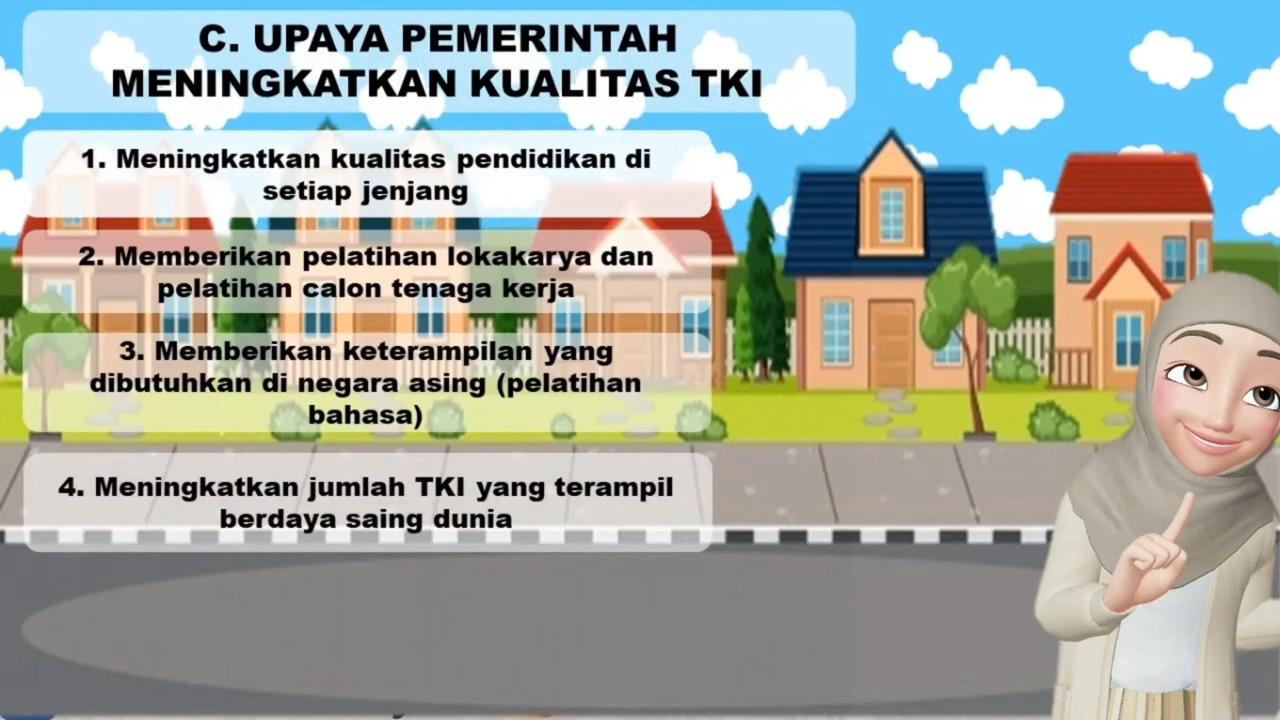 C. UPAYA PEMERINTAH
MENINGKATKAN KUALITAS TKI
1. Meningkatkan kualitas pendidikan di
setiap jenjang
2. Memberikan pelatihan lokakarya dan
pelatihan calon tenaga kerja
3. Memberikan keterampilan yang
dibutuhkan di negara asing (pelatihan
bahasa)
4. Meningkatkan jumlah TKI yang terampil
berdaya saing dunia